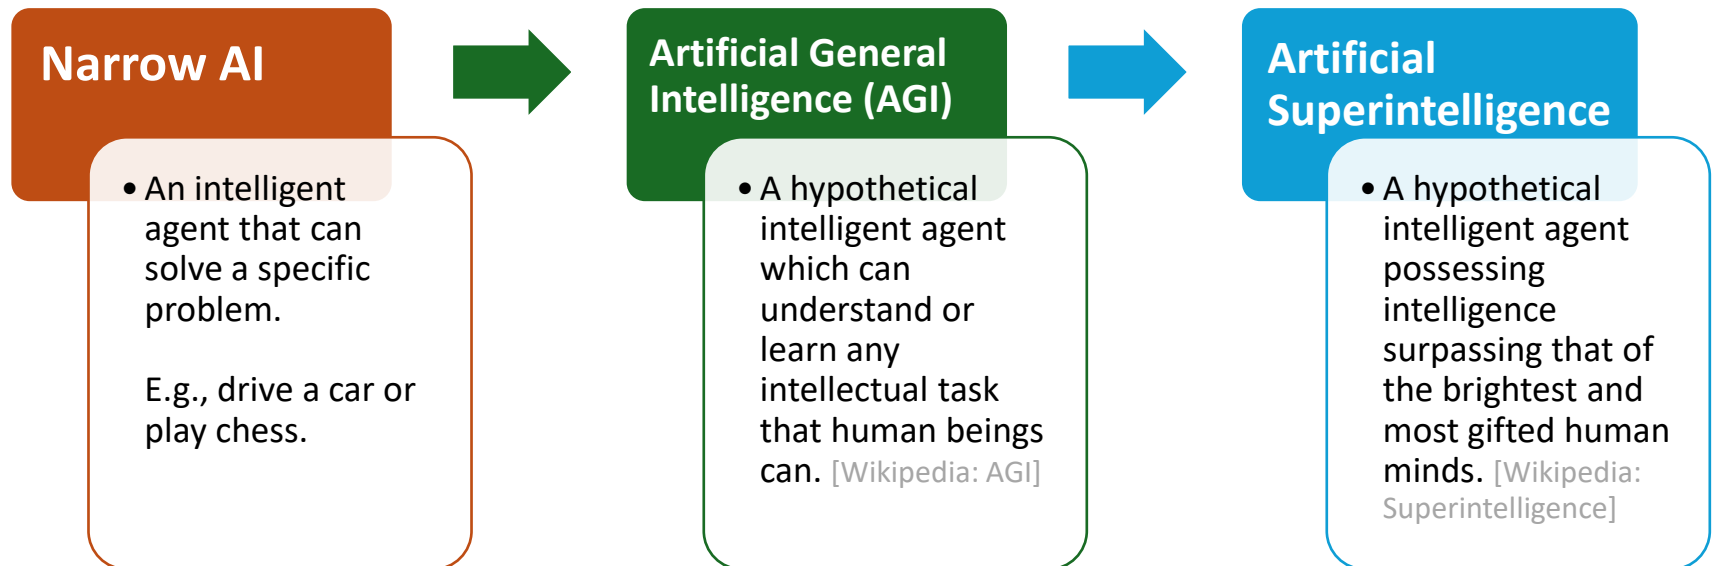 Narrow AI
• An intelligent
agent that can
solve a specific
problem.
E.g., drive a car or
play chess.
Artificial General
Intelligence (AGI)
• A hypothetical
intelligent agent
which can
understand or
learn any
intellectual task
that human beings
can. [Wikipedia: AGI]
Artificial
Superintelligence
• A hypothetical
intelligent agent
possessing
intelligence
surpassing that of
the brightest and
most gifted human
minds. [Wikipedia:
Superintelligence]